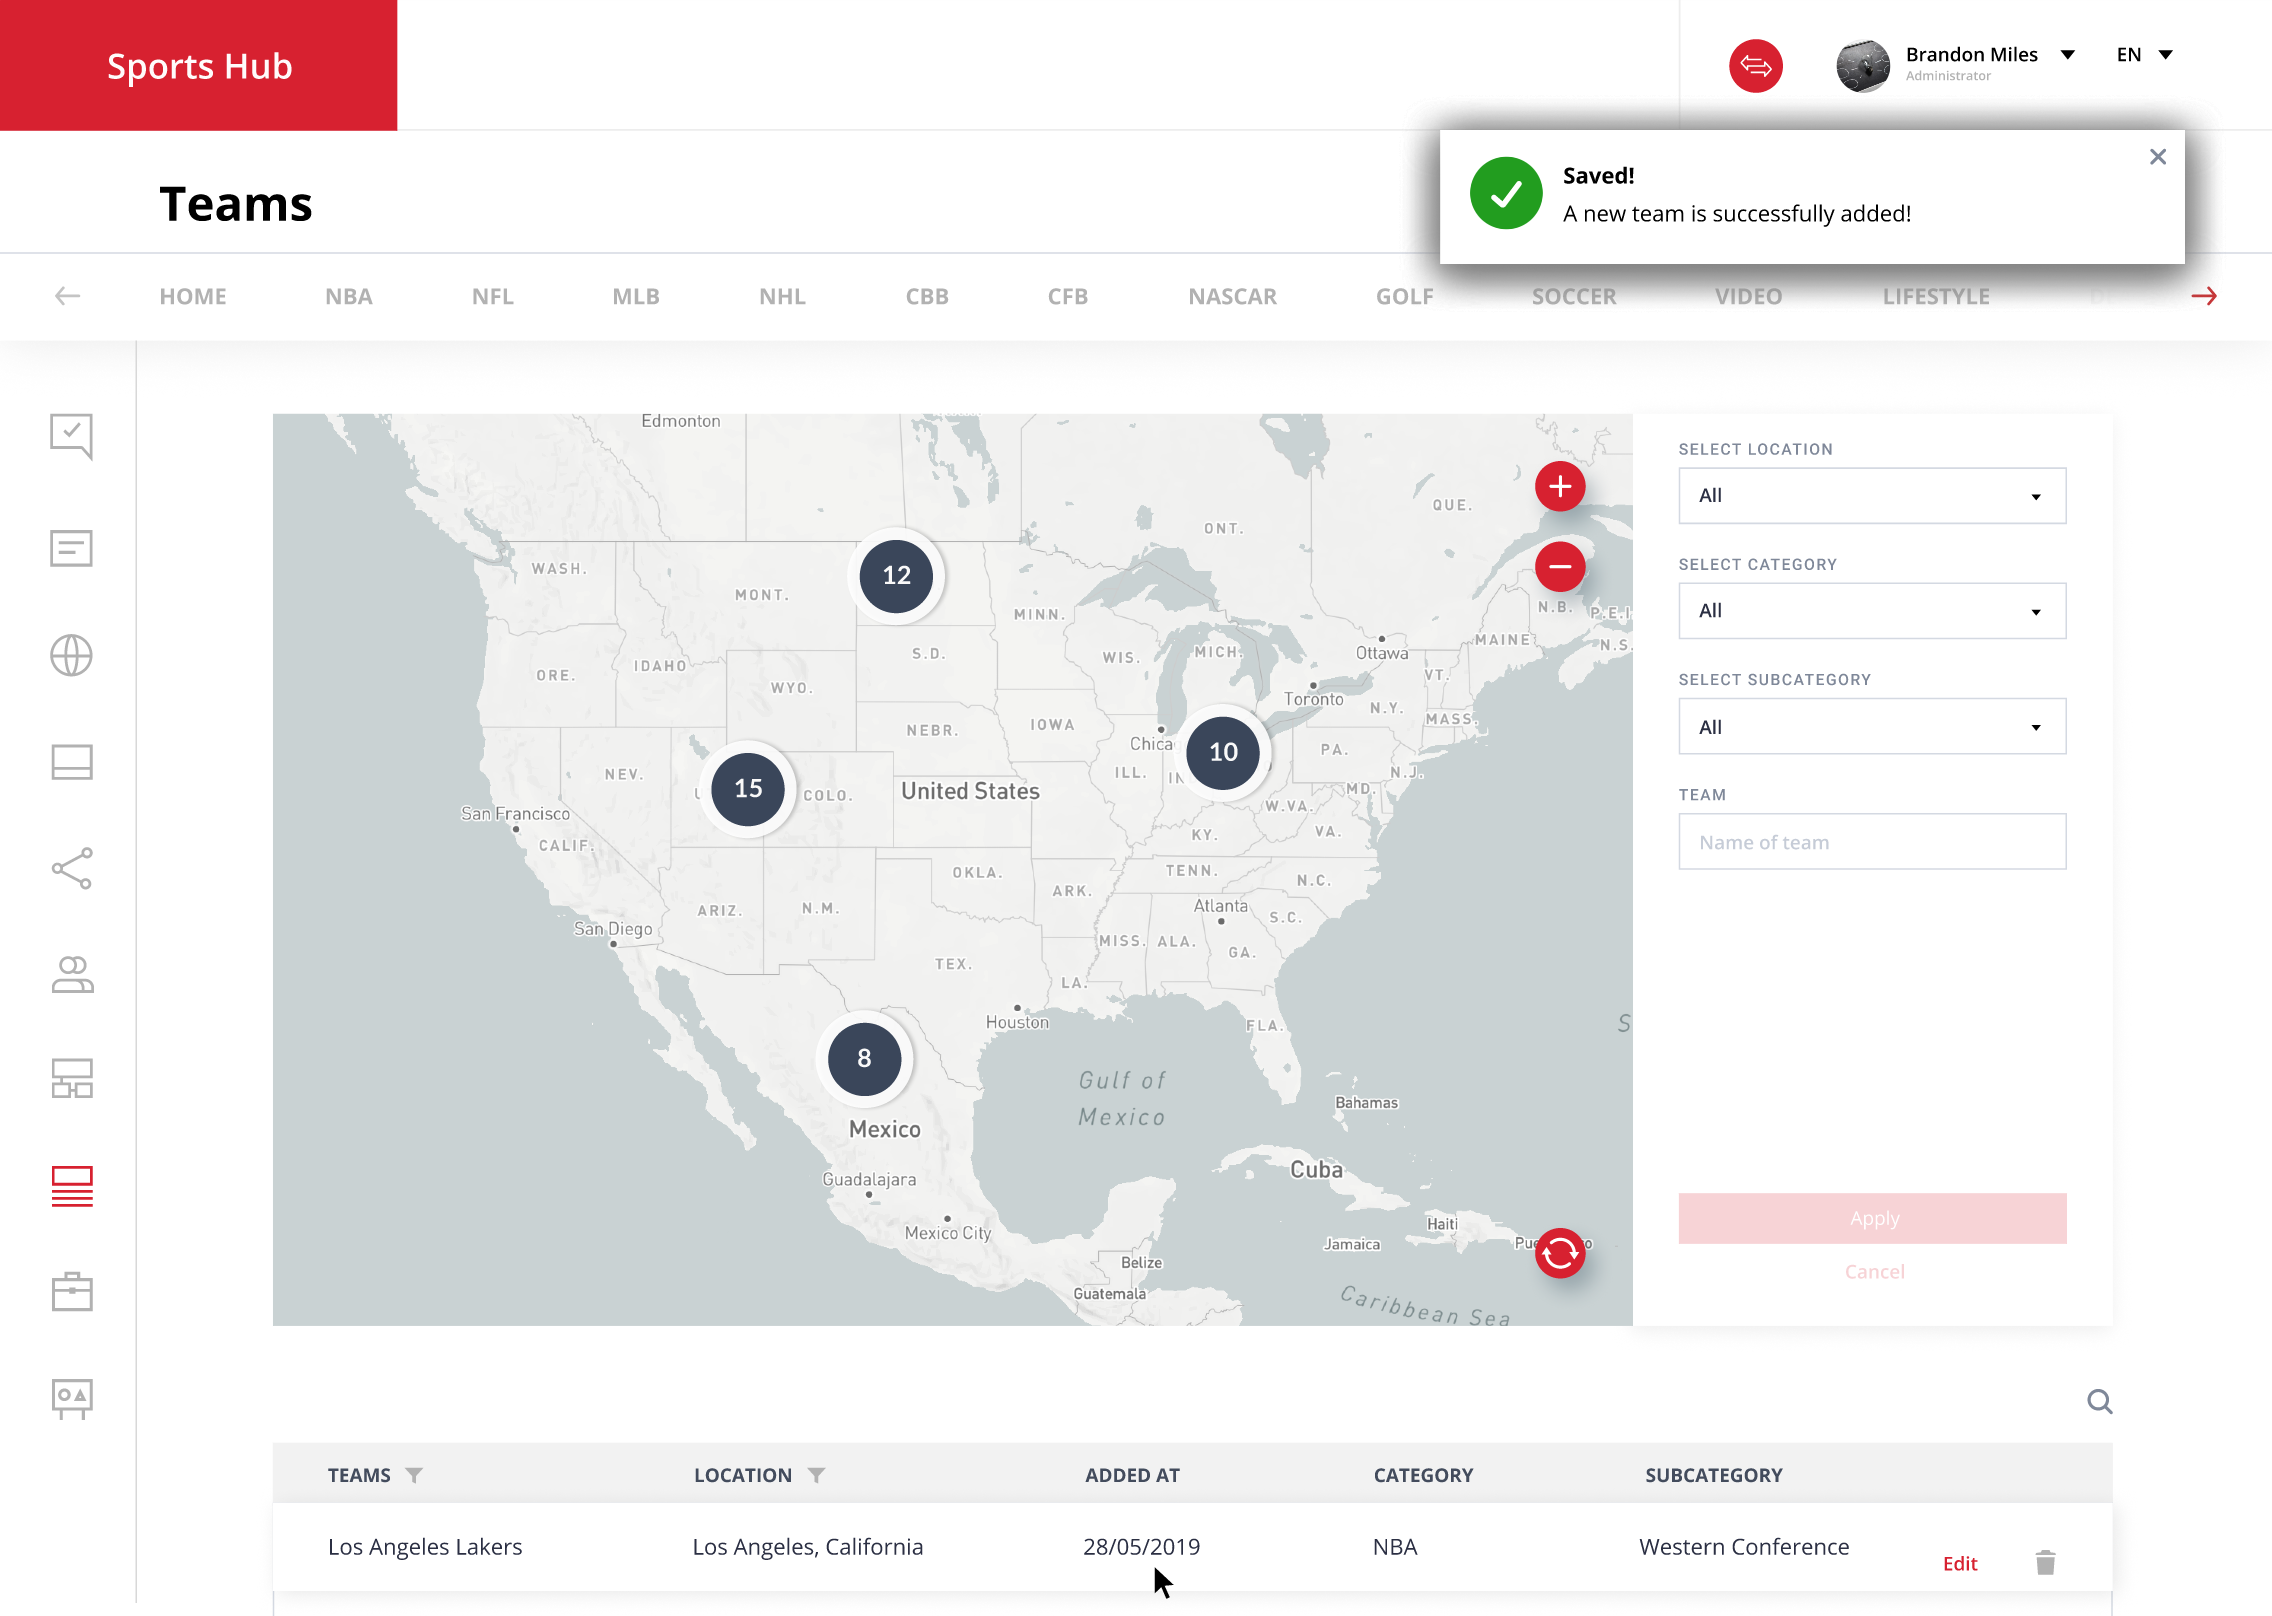 Sports Hub
Brandon Miles
Administrator
EN
Saved!
A new team is successfully added!
Teams
HOME NBA NFL MLB NHL CBB CFB NASCAR GOLF SOCCER VIDEO LIFESTYLE
Edmonton
SELECT LOCATION
All
QUE.
ONT.
WASH.
SELECT CATEGORY
12
MONT.
N.B.
P.E.I.
MINN.
All
MAINE
N.S.
S.D.
WIS.
MICH.
Ottawa
IDAHO
ORE.
VT.
SELECT SUBCATEGORY
WYO.
Toronto
N.Y.
MASS.
NEBR.
IOWA
All
Chica
10
PA.
NEV.
ILL.
IN
N.J.
15
COLO.
United States
MD.
TEAM
W.VA.
San Francisco
KY.
VA.
Name of team
CALIF.
OKLA.
TENN.
N.C.
ARK.
ARIZ.
N.M.
Atlanta
S.C.
San Diego
MISS.
ALA.
GA.
TEX.
LA.
Houston
FLA.
S
8
Gulf of
Mexico
Bahamas
Mexico
Cuba
Guadalajara
Mexico City
Haiti
Jamaica
Apply
Belize
Cancel
Guatemala
Caribbean Sea
TEAMS LOCATION ADDED AT CATEGORY SUBCATEGORY
Los Angeles Lakers Los Angeles, California 28/05/2019 NBA Western Conference Edit